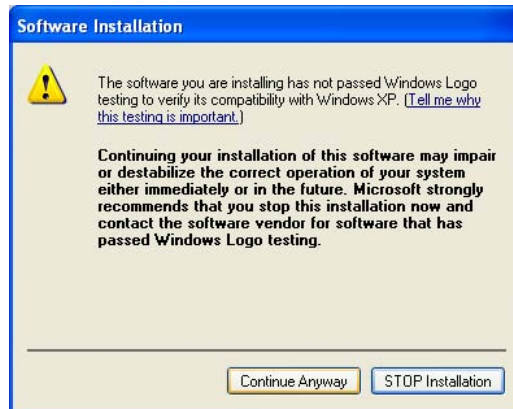 Software Installation
The software you are installing has not passed Windows Logo
testing to verify its compatibility with Windows XP. (Tell me why
this testing is important.)
Continuing your installation of this software may impair
or destabilize the correct operation of your system
either immediately or in the future. Microsoft strongly
recommends that you stop this installation now and
contact the software vendor for software that has
passed Windows Logo testing.
Continue Anyway
STOP Installation